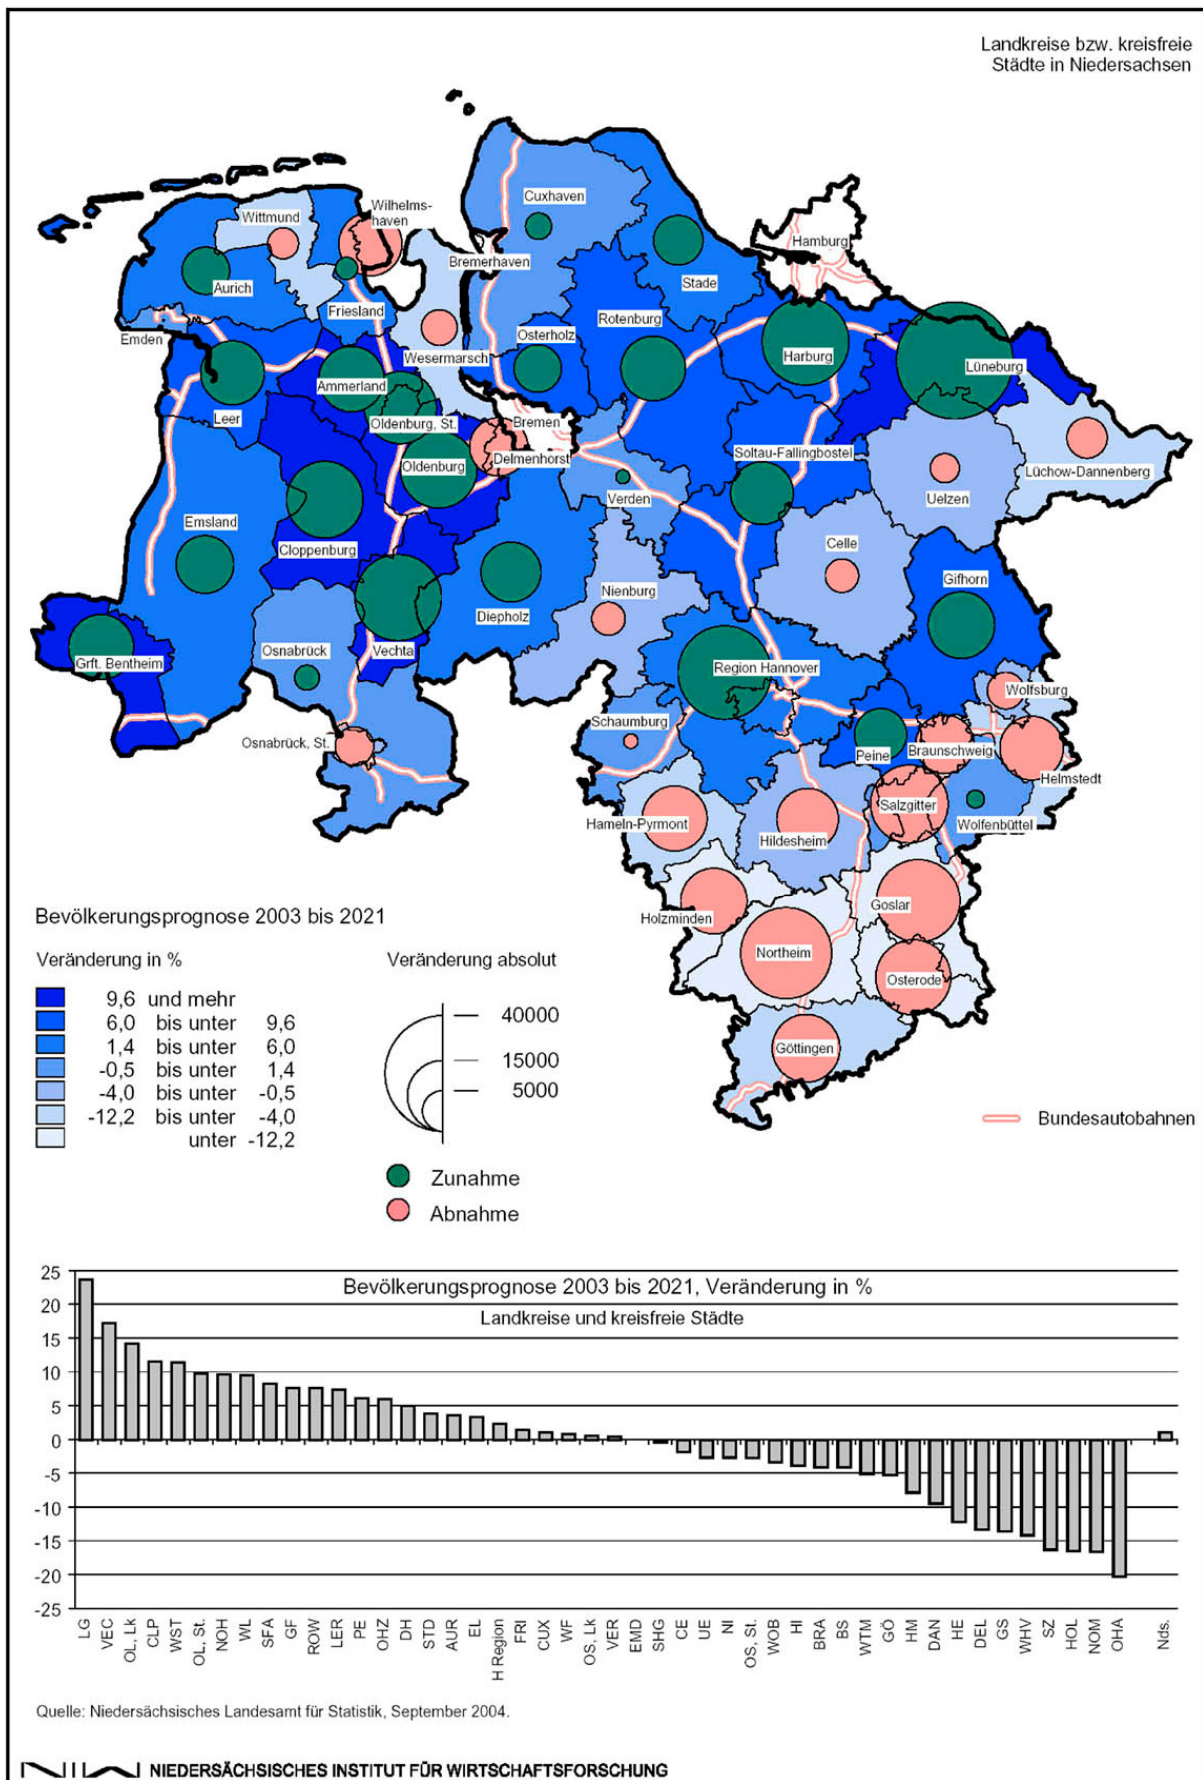 Landkreise bzw. kreisfreie
Städte in Niedersachsen
Cuxhaven
Wilhelms-
haven
Wittmund
Hamburg
Bremerhaven
Stade
Aurich
Friesland
Rotenburg
Emden
Osterholz
Wesermarsch
Harburg
Lüneburg
Ammerland
Leer
Oldenburg, St.
Bremen
Delmenhorst
Soltau-Fallingbostel
Oldenburg
Lüchow-Dannenberg
Uelzen
Verden
Emsland
Cloppenburg
Celle
Gifhorn
Nienburg
Diepholz
Osnabrück
Vechta
Grft. Bentheim
Region Hannover
Wolfsburg
Schaumburg
Osnabrück, St.
Peine
Braunschweig
Helmstedt
Salzgitter
Hameln-Pyrmont
Wolfenbüttel
Hildesheim
Goslar
Holzminden
Northeim
Osterode
Göttingen
Bevölkerungsprognose 2003 bis 2021
Veränderung in %
9,6 und mehr
6,0 bis unter 9,6
1,4 bis unter 6,0
-0,5 bis unter 1,4
-4,0 bis unter -0,5
-12,2 bis unter -4,0
unter -12,2
Veränderung absolut
40000
15000
5000
Zunahme
Abnahme
Bundesautobahnen
Bevölkerungsprognose 2003 bis 2021, Veränderung in %
Landkreise und kreisfreie Städte
25
20
15
10
5
0
-5
-10
-15
-20
-25
LG
VEC
OL, Lk
CLP
WST
OL, St.
NOH
WL
SFA
GF
ROW
LER
PE
OHZ
DH
STD
AUR
EL
H Region
FRI
CUX
WF
OS, Lk
VER
EMD
SHG
CE
UE
NI
OS, St.
WOB
HI
BRA
BS
WTM
GÖ
HM
DAN
HE
DEL
GS
WHV
SZ
HOL
NOM
OHA
Nds.
Quelle: Niedersächsisches Landesamt für Statistik, September 2004.
NIW NIEDERSÄCHSISCHES INSTITUT FÜR WIRTSCHAFTSFORSCHUNG